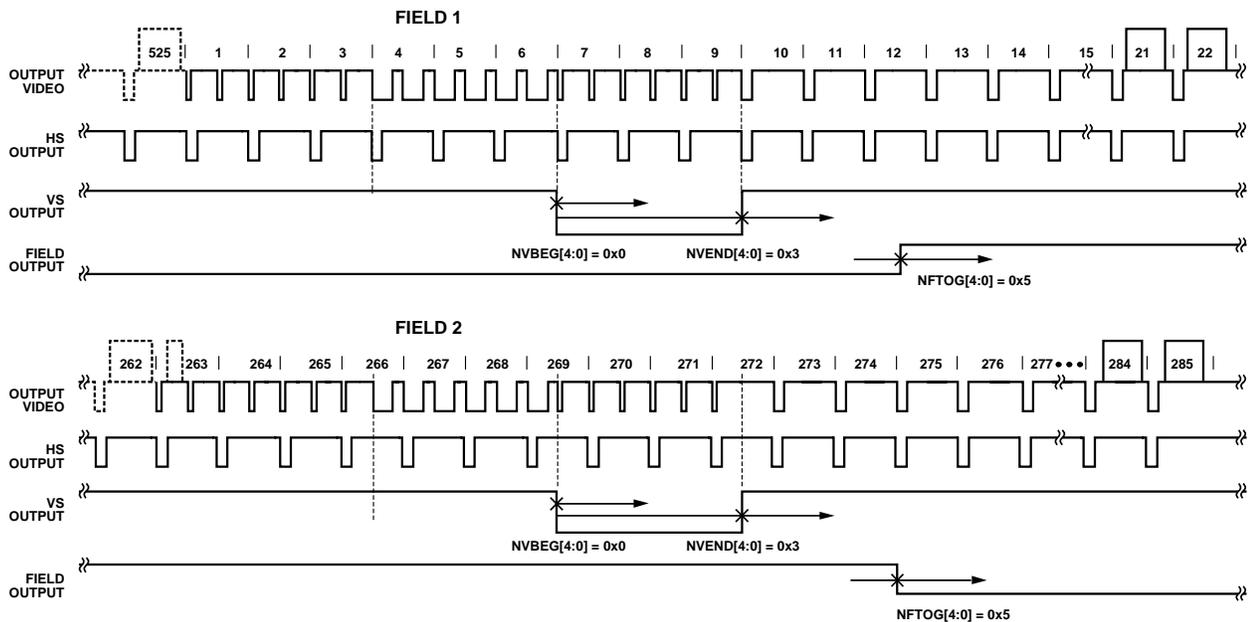 FIELD 1
525 1 2 3 4 5 6 7 8 9 10 11 12 13 14 15 21 22
OUTPUT
VIDEO
HS
OUTPUT
VS
OUTPUT
NVBEG[4:0] = 0x0 NVEND[4:0] = 0x3
FIELD
OUTPUT
NFTOG[4:0] = 0x5
FIELD 2
262 263 264 265 266 267 268 269 270 271 272 273 274 275 276 277 ••• 284 285
OUTPUT
VIDEO
HS
OUTPUT
VS
OUTPUT
NVBEG[4:0] = 0x0 NVEND[4:0] = 0x3
FIELD
OUTPUT
NFTOG[4:0] = 0x5